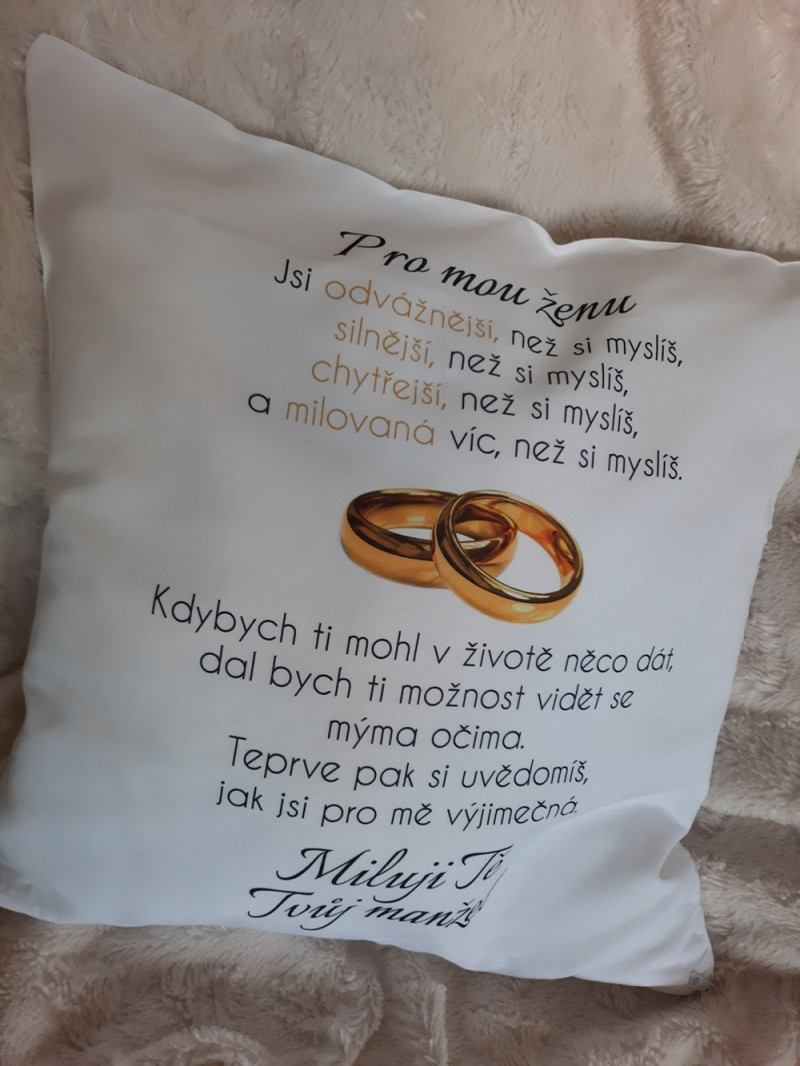 Pro mou ženu
Jsi odvážnější, než si myslíš,
silnější, než si myslíš,
chytřejší, než si myslíš,
a milovaná víc, než si myslíš.
Kdybych ti mohl v životě něco dát,
dal bych ti možnost vidět se
mýma očima.
Teprve pak si uvědomíš,
jak jsi pro mě výjimečná.
Miluji Tě
Tvůj